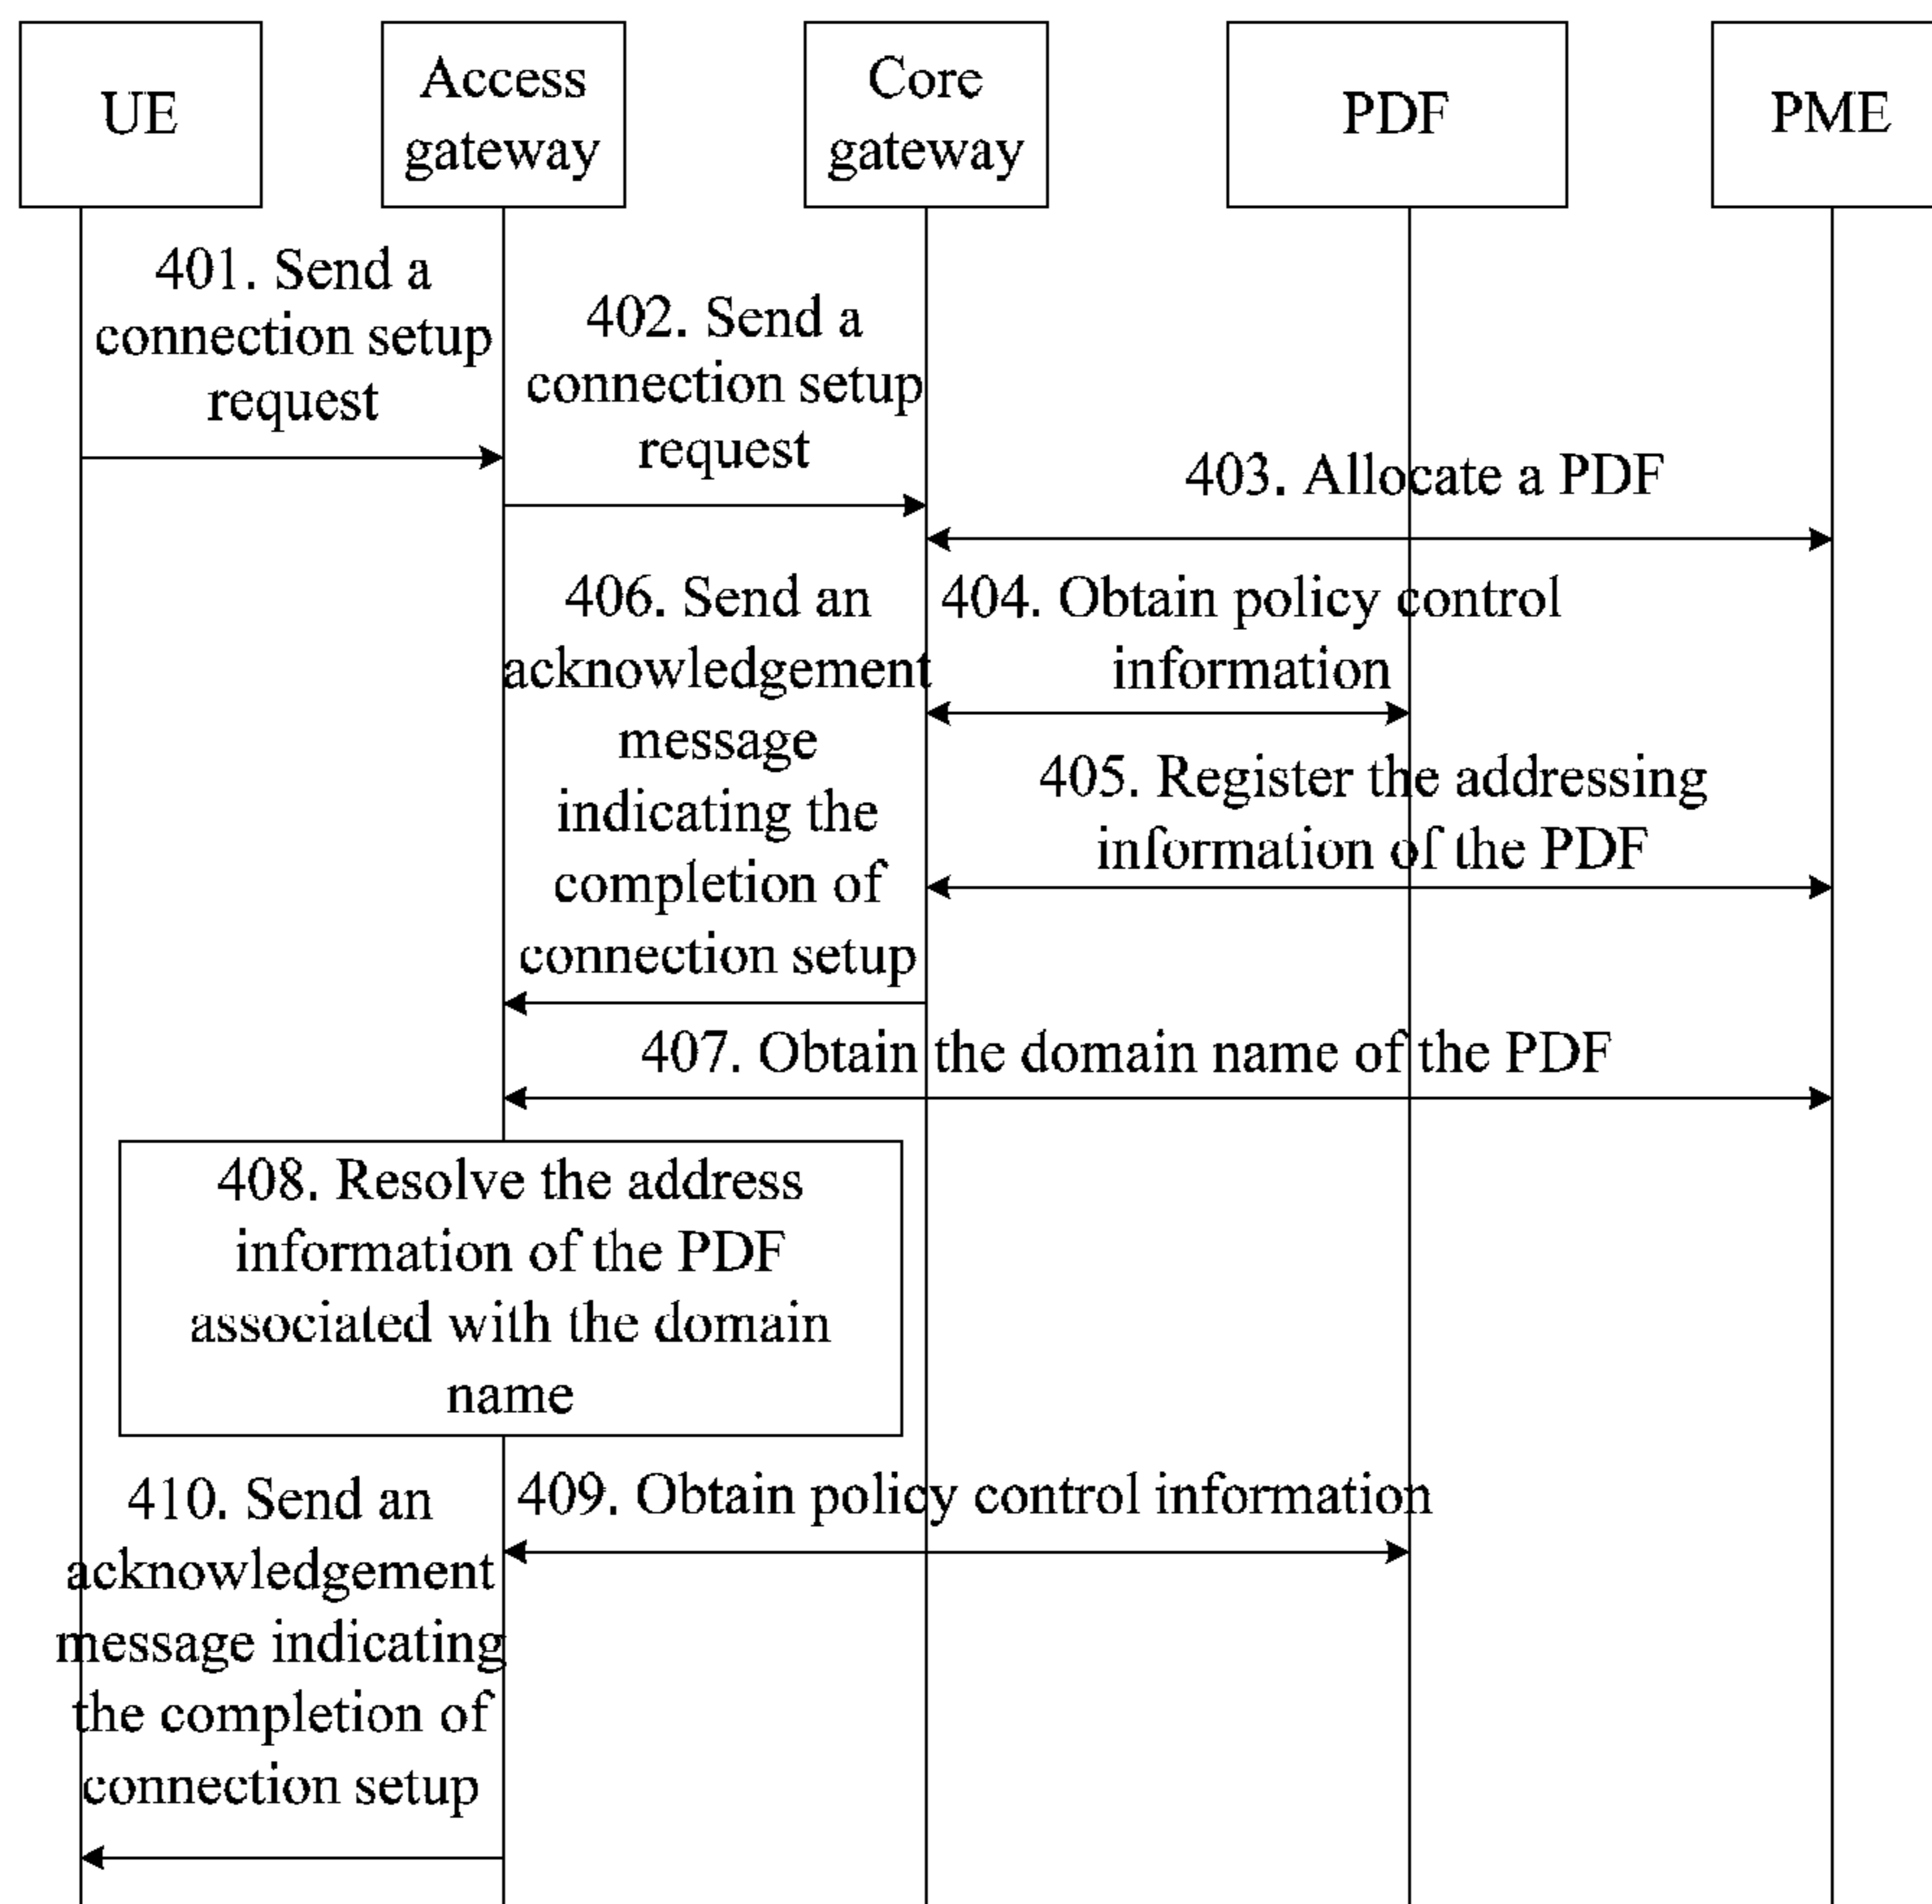 UE
Access
gateway
Core
gateway
PDF
PME
401. Send a
connection setup
request
402. Send a
connection setup
request
403. Allocate a PDF
404. Obtain policy control
information
405. Register the addressing
information of the PDF
406. Send an
acknowledgement
message
indicating the
completion of
connection setup
407. Obtain the domain name of the PDF
408. Resolve the address
information of the PDF
associated with the domain
name
409. Obtain policy control information
410. Send an
acknowledgement
message indicating
the completion of
connection setup